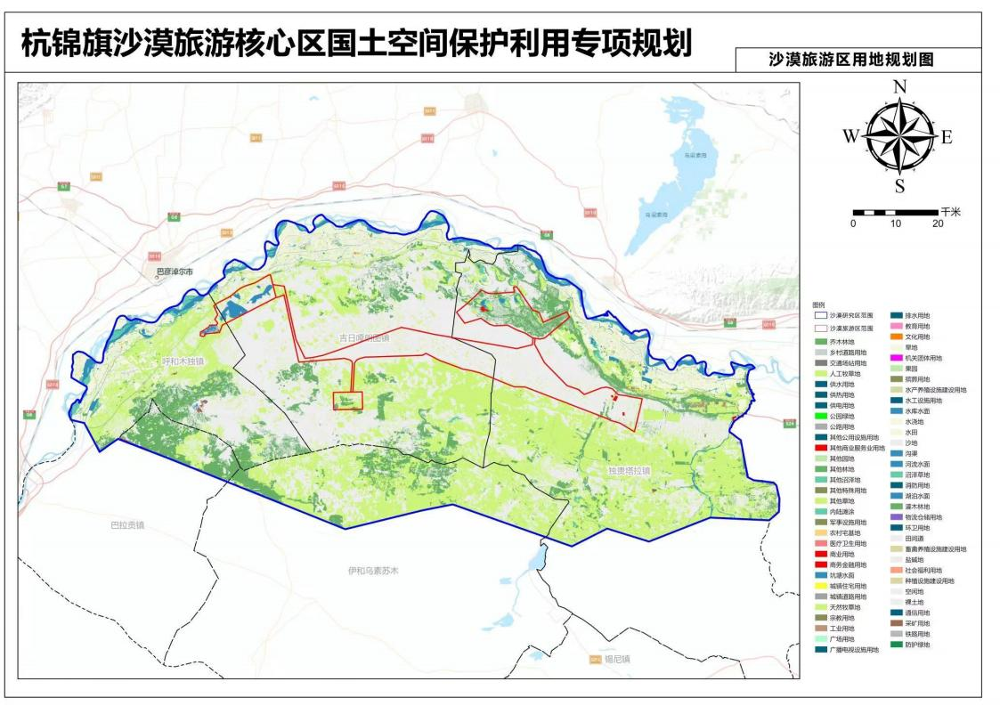 杭锦旗沙漠旅游核心区国土空间保护利用专项规划
沙漠旅游区用地规划图
N
W
E
S
千米
0 10 20
乌梁素海
乌梁素海
巴彦淖尔市
呼和木独镇
吉日嘎朗图镇
独贵塔拉镇
巴拉贡镇
伊和乌素苏木
锡尼镇
图例
沙漠研究区范围
沙漠旅游区范围
乔木林地
乡村道路用地
交通场站用地
人工牧草地
供水用地
供热用地
供电用地
公园绿地
公路用地
其他公用设施用地
其他商业服务业用地
其他园地
其他林地
其他沼泽地
其他特殊用地
其他草地
内陆滩涂
军事设施用地
农村宅基地
医疗卫生用地
商业用地
商务金融用地
坑塘水面
城镇住宅用地
城镇道路用地
天然牧草地
宗教用地
工业用地
广场用地
广播电视设施用地
排水用地
教育用地
文化用地
旱地
机关团体用地
果园
殡葬用地
水产养殖设施建设用地
水工设施用地
水库水面
水浇地
水田
沙地
沟渠
河流水面
沼泽草地
消防用地
湖泊水面
灌木林地
物流仓储用地
环卫用地
田间道
畜禽养殖设施建设用地
盐碱地
社会福利用地
种植设施建设用地
空闲地
裸土地
通信用地
采矿用地
铁路用地
防护绿地